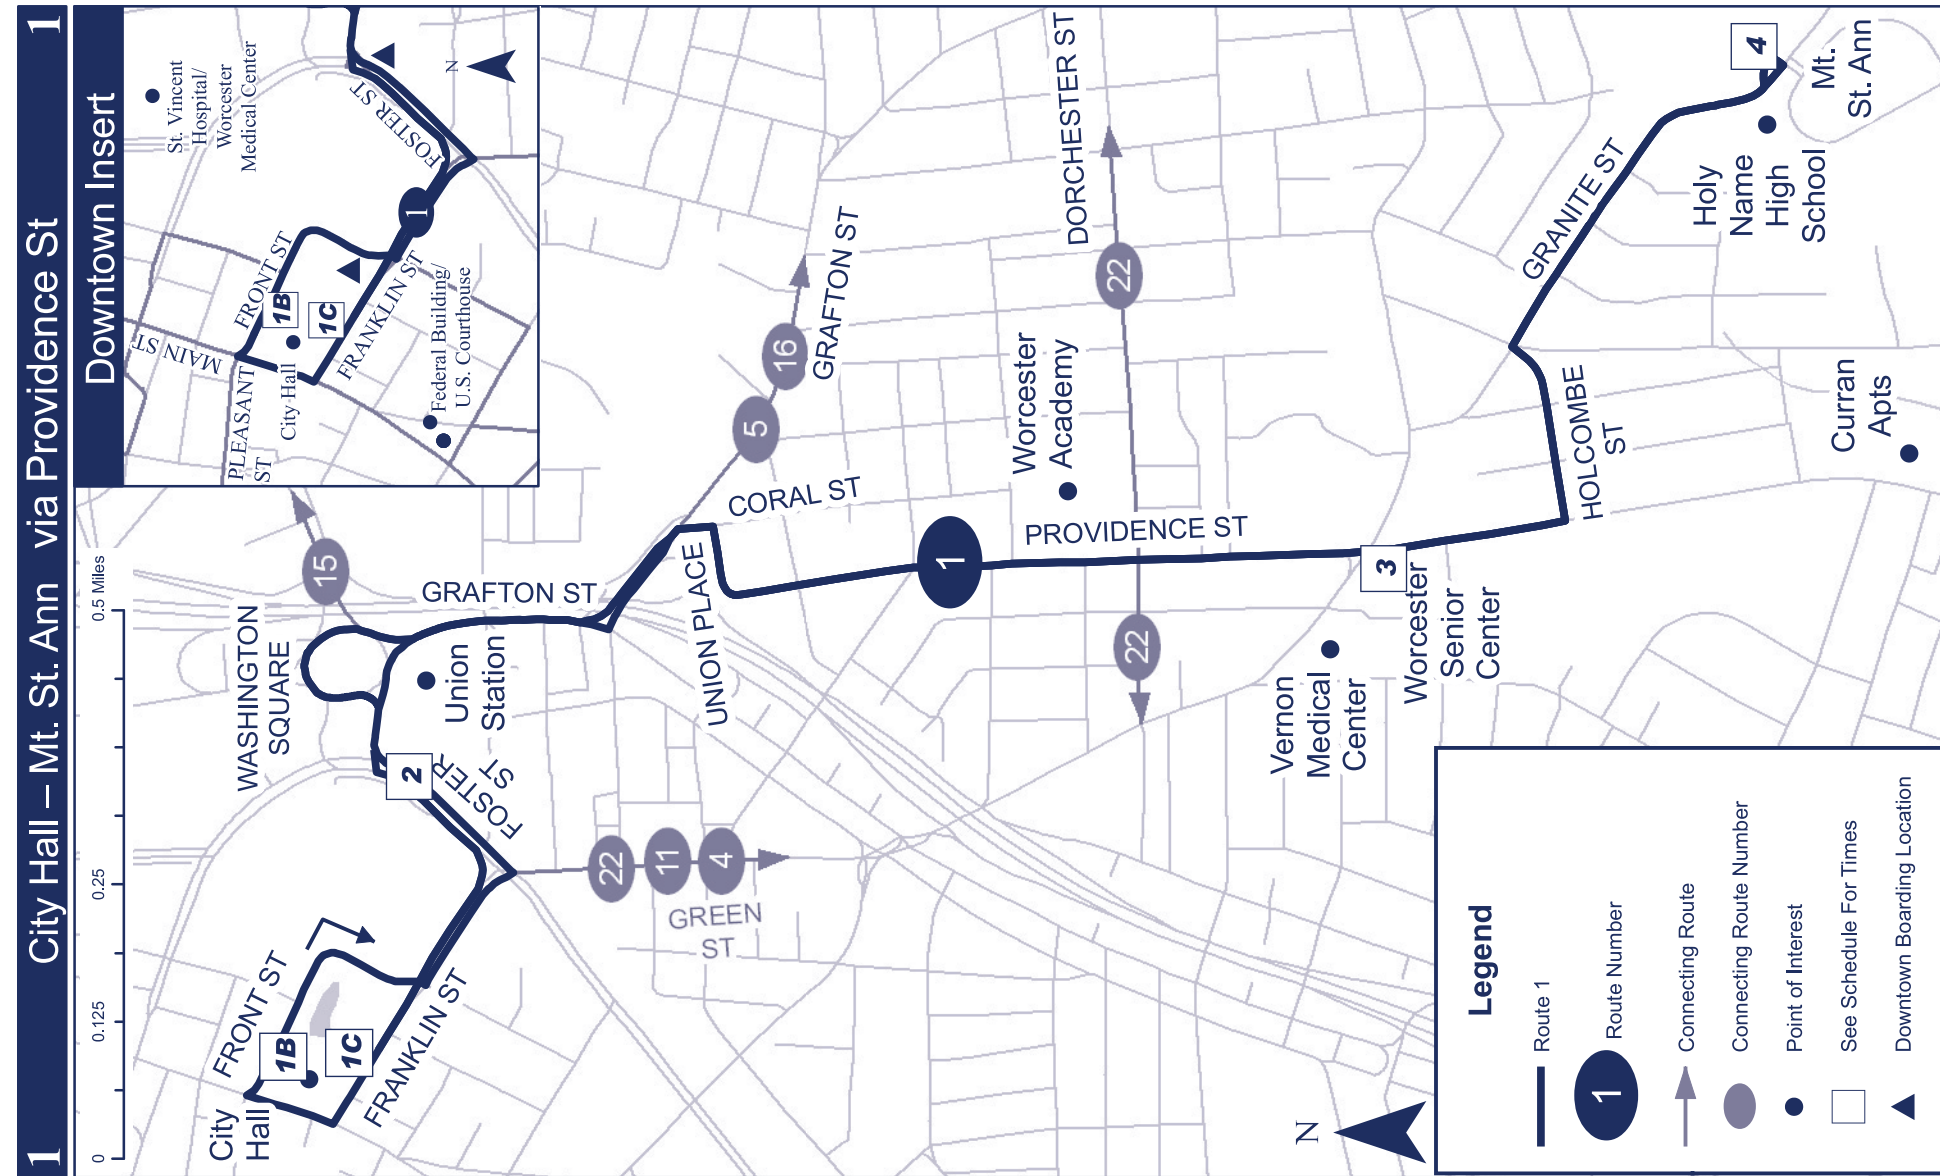 1 City Hall – Mt. St. Ann via Providence St 1
Downtown Insert
St. Vincent
Hospital/
Worcester
Medical Center
N
FOSTER ST
1
FRONT ST
1B
1C
MAIN ST
FRANKLIN ST
City Hall
PLEASANT
ST
Federal Building/
U.S. Courthouse
0
0.125
0.25
0.5 Miles
City
Hall
FRONT ST
1B
1C
FRANKLIN ST
FOSTER
ST
2
WASHINGTON
SQUARE
15
Union
Station
GRAFTON ST
22
11
4
GREEN
ST
UNION PLACE
CORAL ST
5
16
GRAFTON ST
1
PROVIDENCE ST
Worcester
Academy
22
22
DORCHESTER ST
3
Worcester
Senior
Center
Vernon
Medical
Center
HOLCOMBE
ST
GRANITE ST
Curran
Apts
Holy
Name
High
School
4
Mt.
St. Ann
N
Legend
Route 1
1 Route Number
Connecting Route
Connecting Route Number
Point of Interest
See Schedule For Times
Downtown Boarding Location